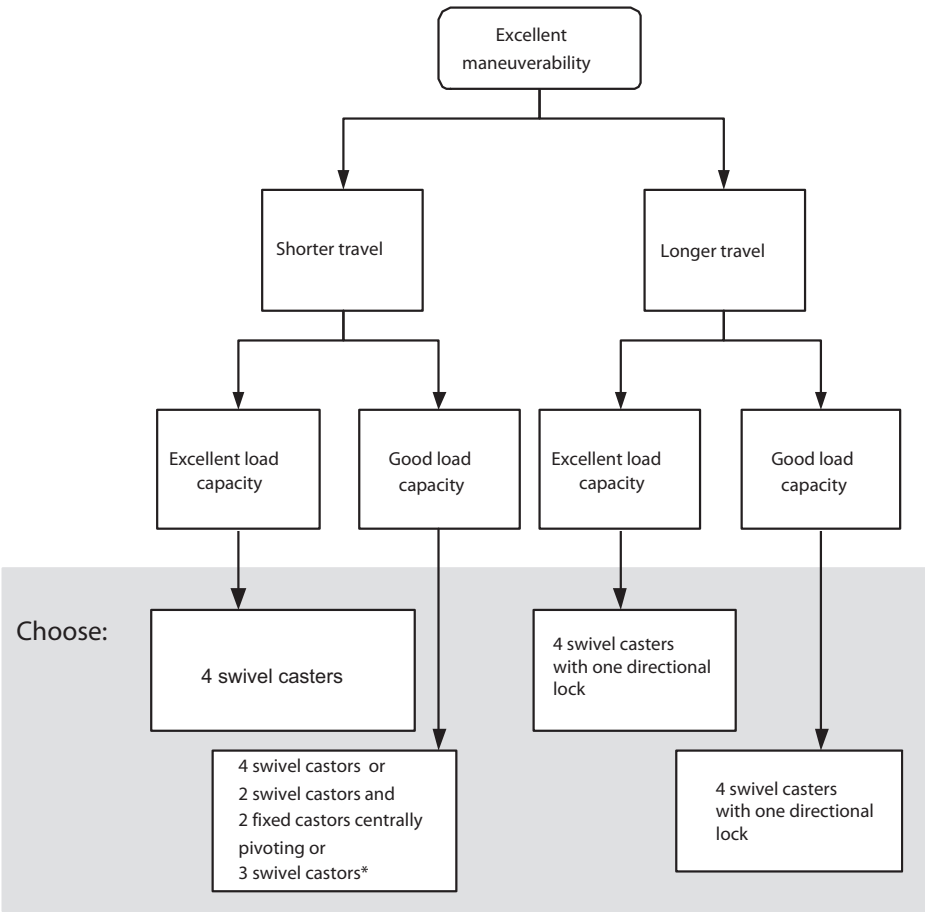 Excellent
maneuverability
Shorter travel
Longer travel
Excellent load
capacity
Good load
capacity
Excellent load
capacity
Good load
capacity
Choose:
4 swivel casters
4 swivel casters
with one directional
lock
4 swivel castors or
2 swivel castors and
2 fixed castors centrally
pivoting or
3 swivel castors*
4 swivel casters
with one directional
lock